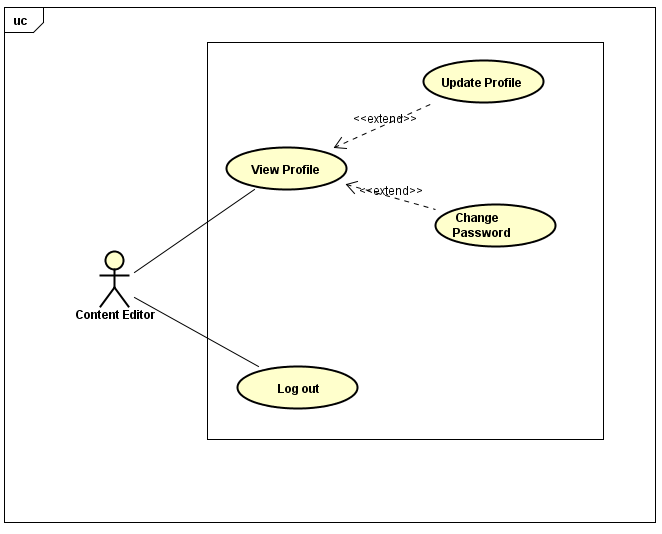 uc
Update Profile
<<extend>>
View Profile
<<extend>>
Change
Password
Content Editor
Log out